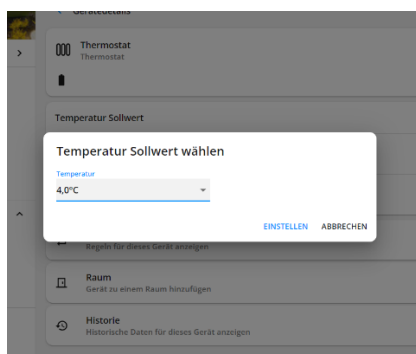 Gerätedetails
Thermostat
Thermostat
Temperatur Sollwert
Temperatur Sollwert wählen
Temperatur
4,0°C
EINSTELLEN ABBRECHEN
Regeln für dieses Gerät anzeigen
Raum
Gerät zu einem Raum hinzufügen
Historie
Historische Daten für dieses Gerät anzeigen